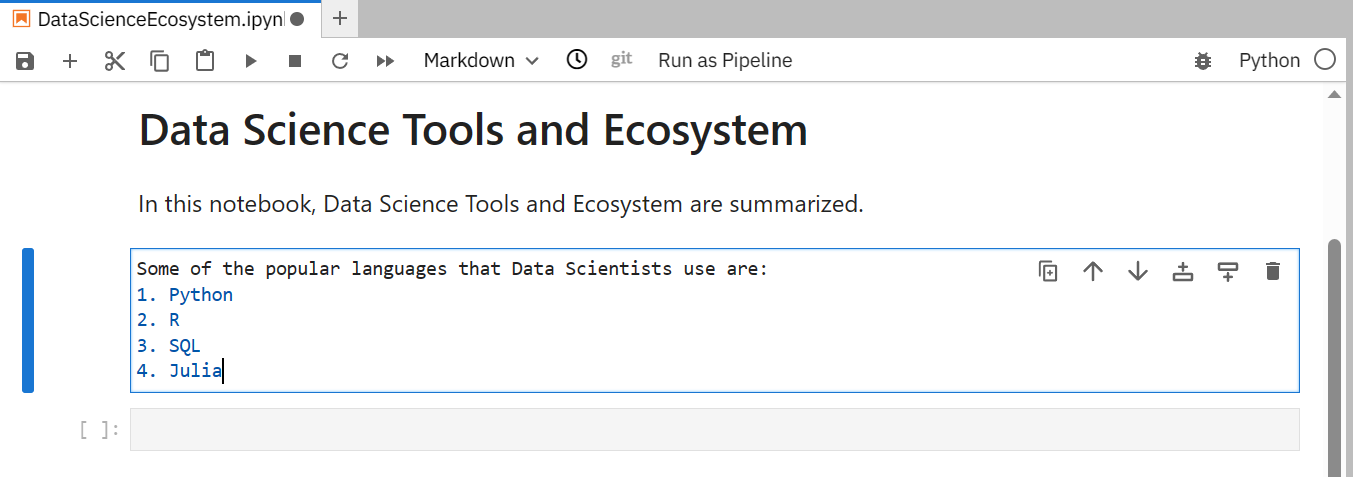 DataScienceEcosystem.ipyn
Markdown git Run as Pipeline Python
Data Science Tools and Ecosystem
In this notebook, Data Science Tools and Ecosystem are summarized.
Some of the popular languages that Data Scientists use are:
1. Python
2. R
3. SQL
4. Julia
[ ]: